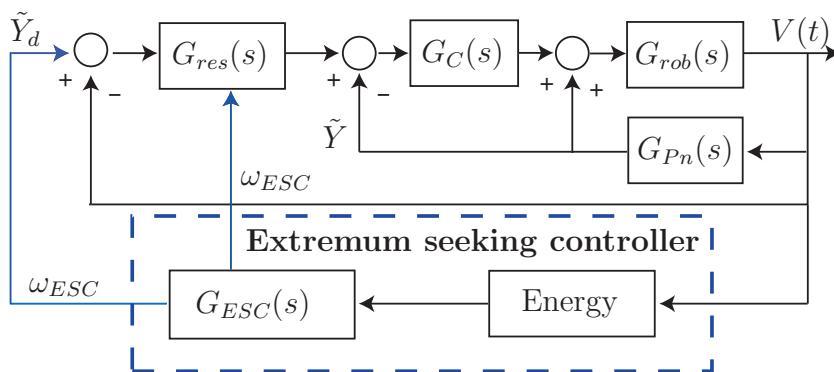 Ỹ_d
V(t)
G_res(s)
G_C(s)
G_rob(s)
+
−
+
−
+
+
Ỹ
G_Pn(s)
ω_ESC
Extremum seeking controller
ω_ESC
G_ESC(s)
Energy